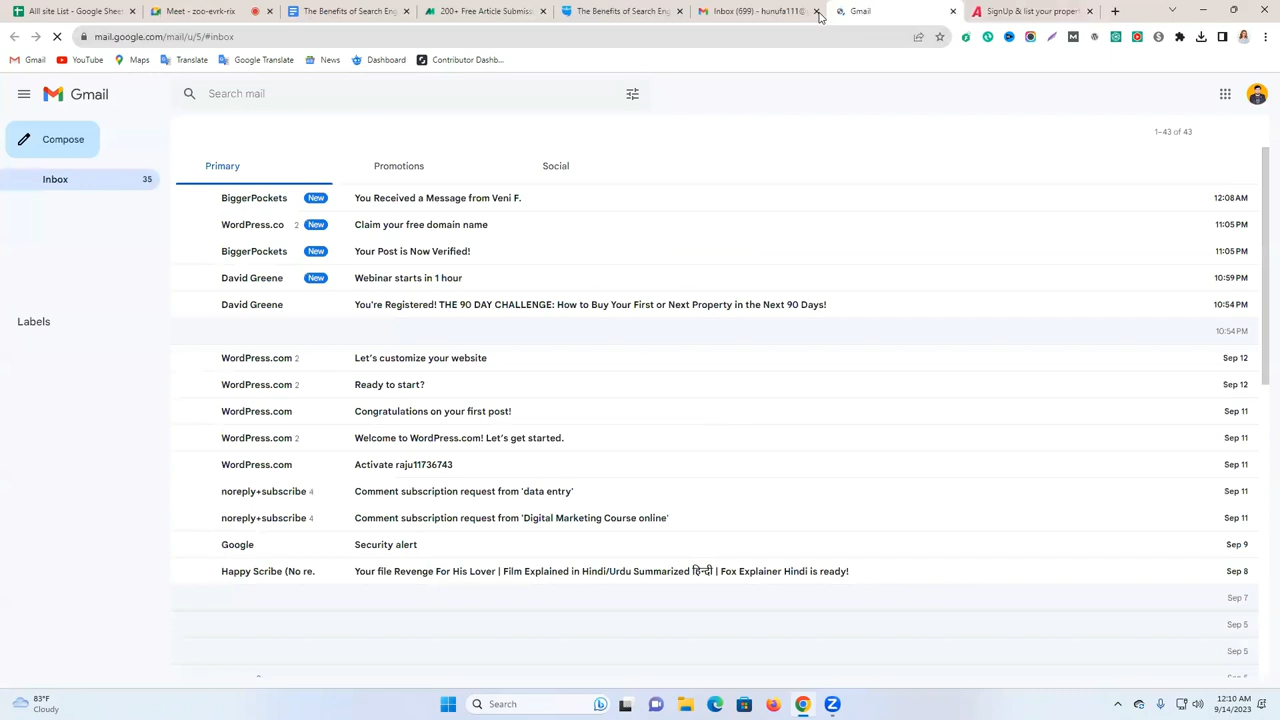 Alll site list - Google Shee
Meet - zoo-evrk-rix
The Benefits of Search Eng
200+ Free Article Submiss
The Benefits of Search Eng
Inbox (699) - hunufa111@
Gmail
SignUp & list your propert
mail.google.com/mail/u/5/#inbox
Gmail
YouTube
Maps
Translate
Google Translate
News
Dashboard
Contributor Dashb...
Gmail
Search mail
Compose
1–43 of 43
Primary
Promotions
Social
Inbox 35
BiggerPockets New You Received a Message from Veni F. 12:08 AM
WordPress.co 2 New Claim your free domain name 11:05 PM
BiggerPockets New Your Post is Now Verified! 11:05 PM
David Greene New Webinar starts in 1 hour 10:59 PM
David Greene You're Registered! THE 90 DAY CHALLENGE: How to Buy Your First or Next Property in the Next 90 Days! 10:54 PM
Labels
10:54 PM
WordPress.com 2 Let's customize your website Sep 12
WordPress.com 2 Ready to start? Sep 12
WordPress.com Congratulations on your first post! Sep 11
WordPress.com 2 Welcome to WordPress.com! Let's get started. Sep 11
WordPress.com Activate raju11736743 Sep 11
noreply+subscribe 4 Comment subscription request from 'data entry' Sep 11
noreply+subscribe 4 Comment subscription request from 'Digital Marketing Course online' Sep 11
Google Security alert Sep 9
Happy Scribe (No re. Your file Revenge For His Lover | Film Explained in Hindi/Urdu Summarized हिन्दी | Fox Explainer Hindi is ready! Sep 8
Sep 7
Sep 5
Sep 5
83°F
Cloudy
Search
12:10 AM
9/14/2023